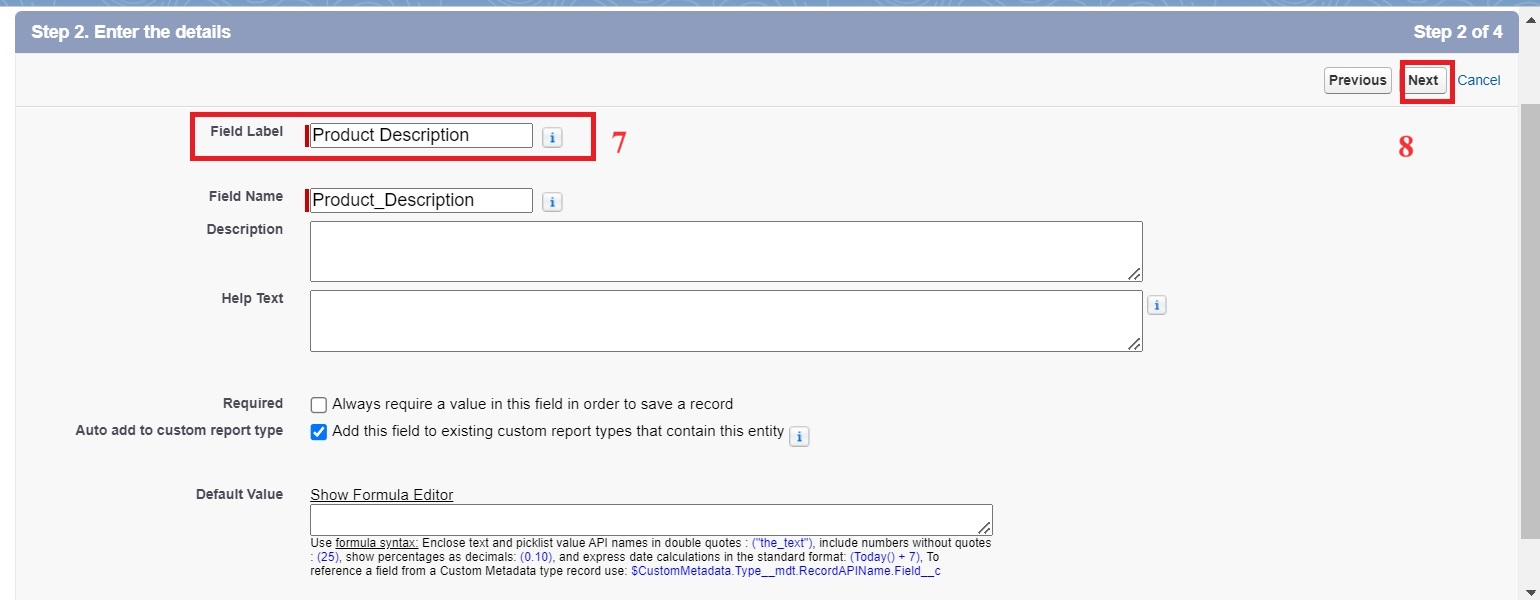 Step 2. Enter the details Step 2 of 4
Previous Next Cancel
Field Label Product Description i 7
8
Field Name Product_Description i
Description
Help Text i
Required Always require a value in this field in order to save a record
Auto add to custom report type Add this field to existing custom report types that contain this entity i
Default Value Show Formula Editor
Use formula syntax: Enclose text and picklist value API names in double quotes : ("the_text"), include numbers without quotes
: (25), show percentages as decimals: (0.10), and express date calculations in the standard format: (Today() + 7), To
reference a field from a Custom Metadata type record use: $CustomMetadata.Type__mdt.RecordAPIName.Field__c